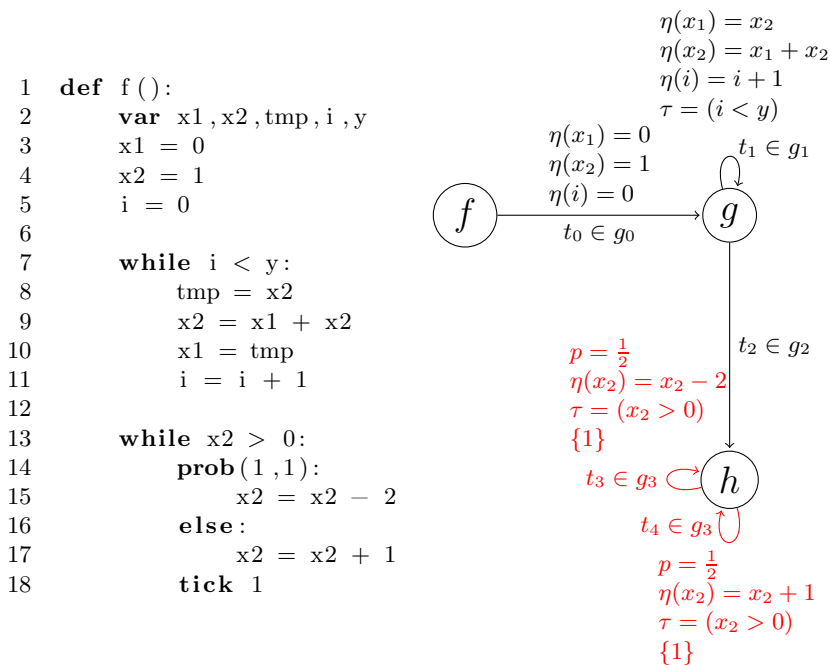 1 def f():
2 var x1,x2,tmp,i,y
3 x1 = 0
4 x2 = 1
5 i = 0
6
7 while i < y:
8 tmp = x2
9 x2 = x1 + x2
10 x1 = tmp
11 i = i + 1
12
13 while x2 > 0:
14 prob(1,1):
15 x2 = x2 − 2
16 else:
17 x2 = x2 + 1
18 tick 1
η(x₁) = x₂
η(x₂) = x₁ + x₂
η(i) = i + 1
τ = (i < y)
t₁ ∈ g₁
η(x₁) = 0
η(x₂) = 1
η(i) = 0
f
g
t₀ ∈ g₀
t₂ ∈ g₂
p = 1/2
η(x₂) = x₂ − 2
τ = (x₂ > 0)
{1}
t₃ ∈ g₃
h
t₄ ∈ g₃
p = 1/2
η(x₂) = x₂ + 1
τ = (x₂ > 0)
{1}